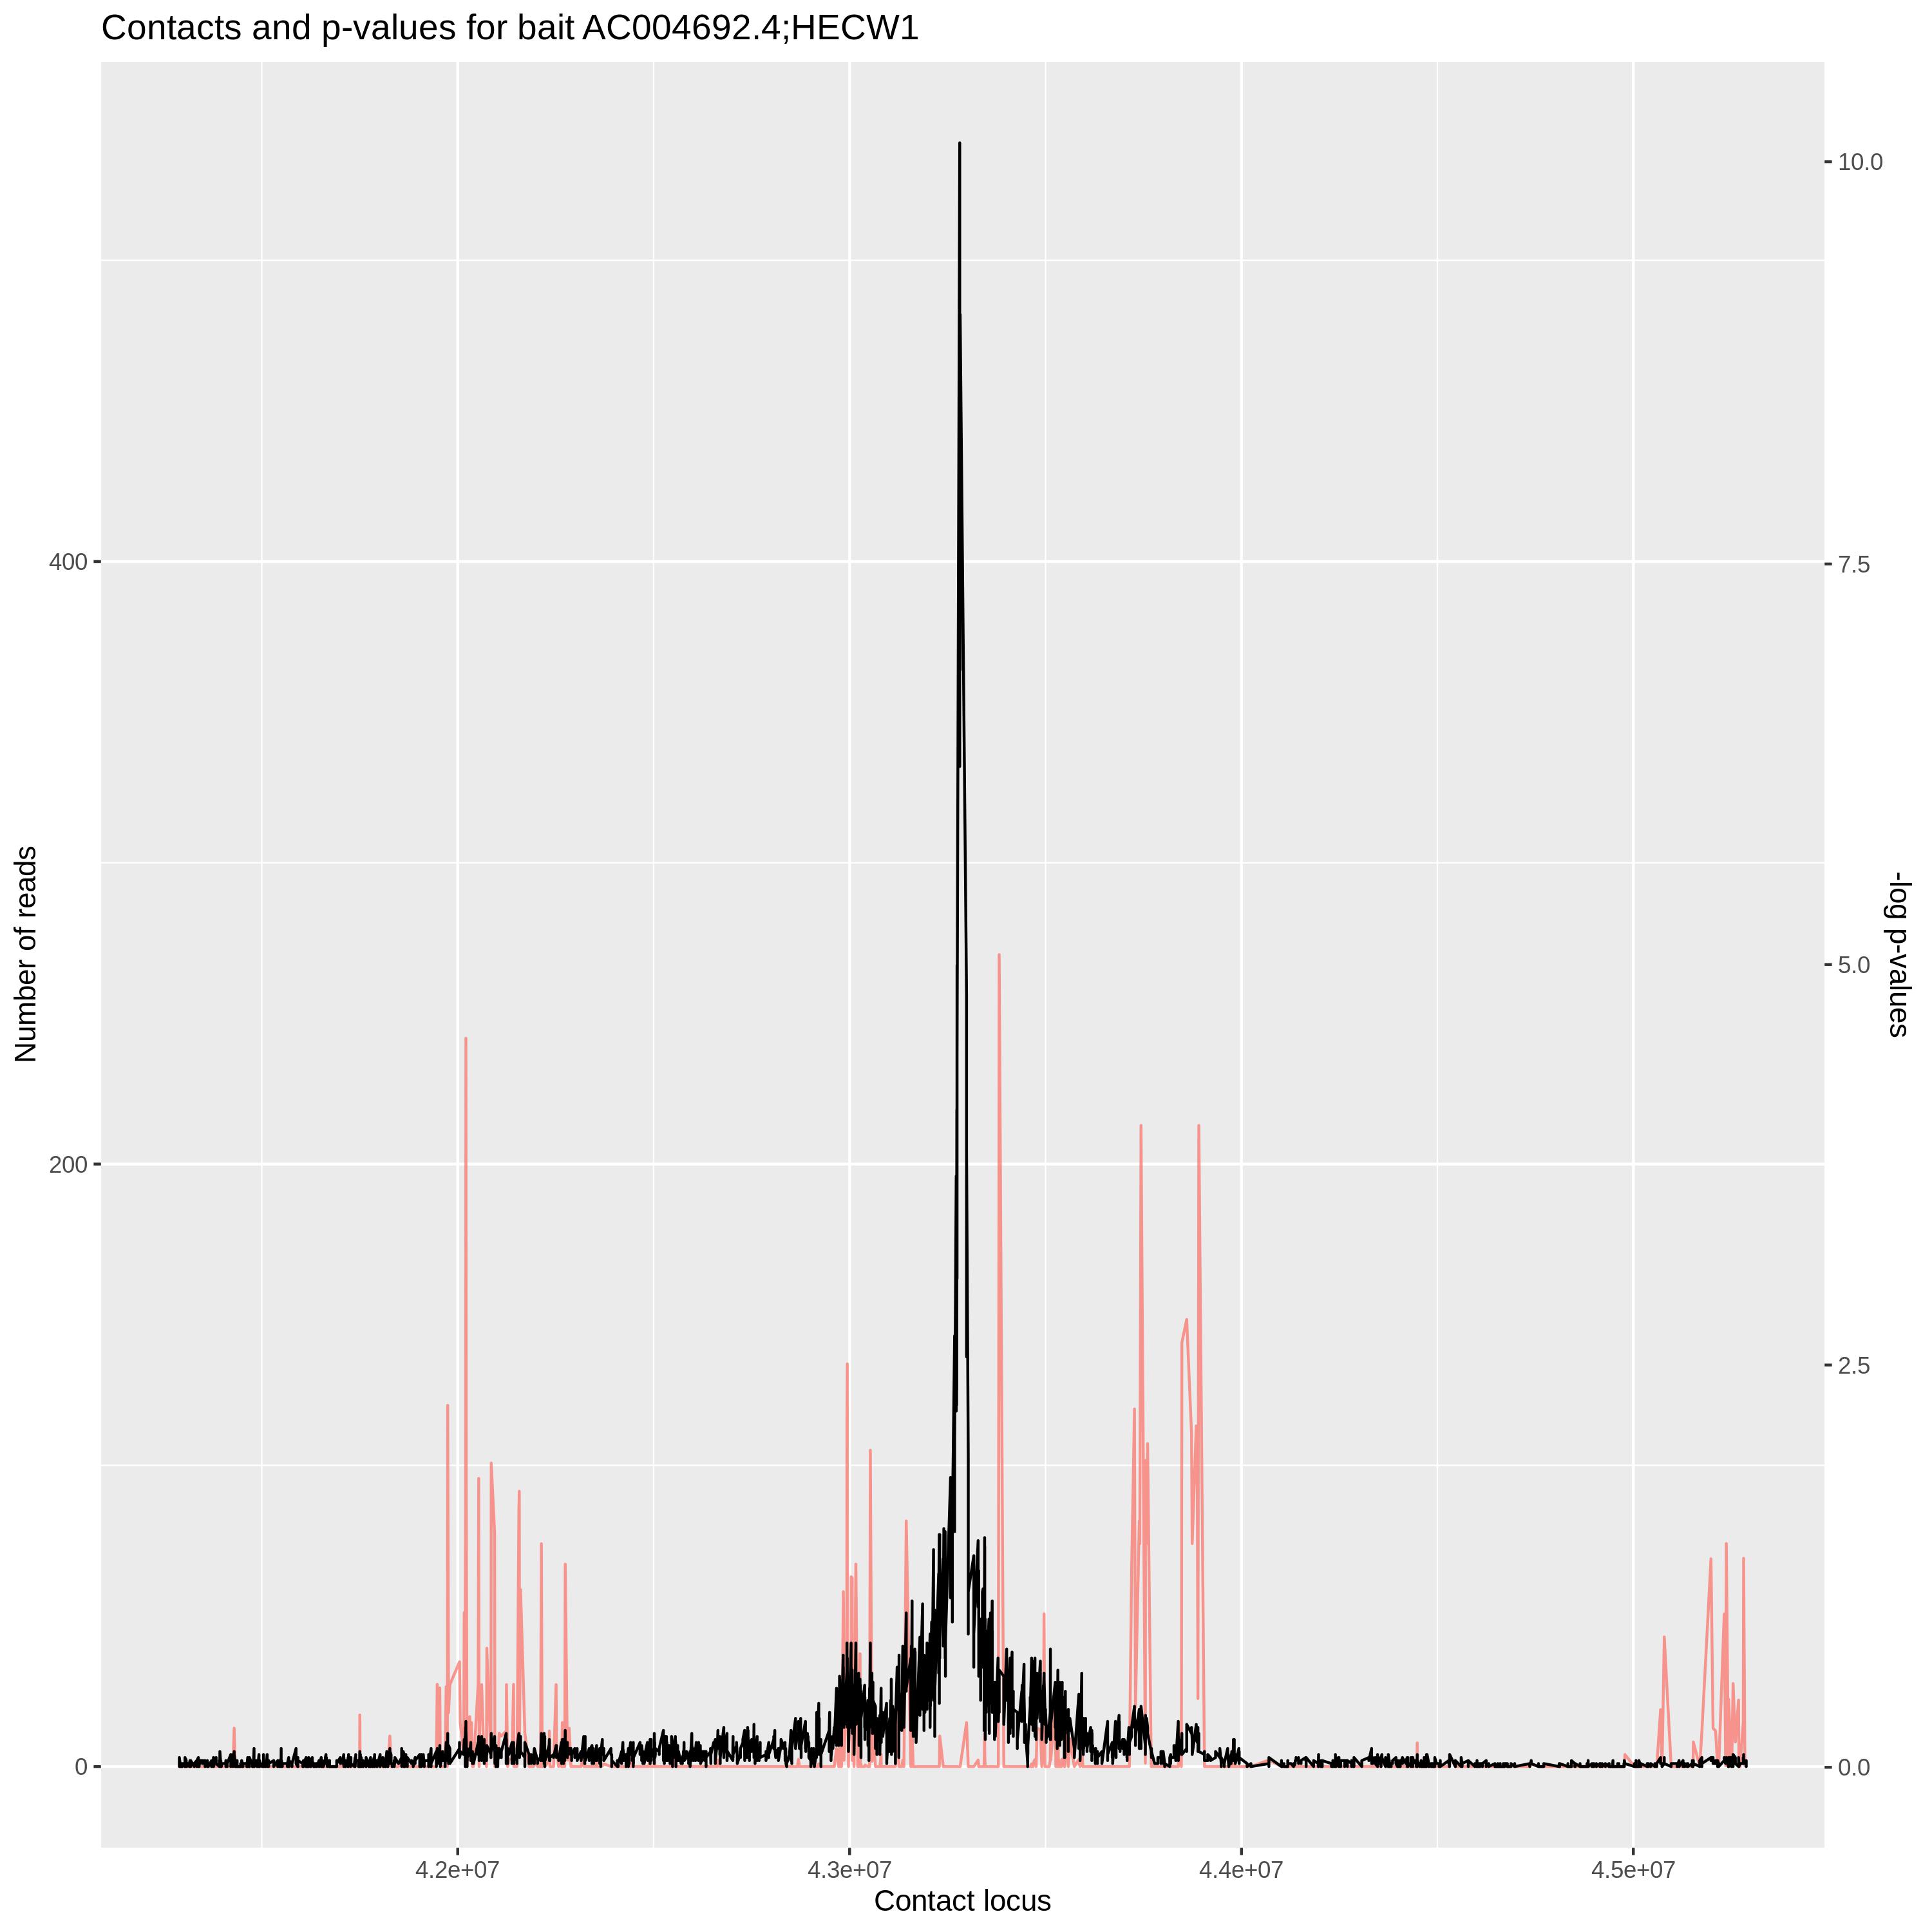 Contacts and p-values for bait AC004692.4;HECW1
10.0
400
7.5
5.0
200
2.5
0
0.0
Number of reads
-log p-values
4.2e+07
4.3e+07
4.4e+07
4.5e+07
Contact locus